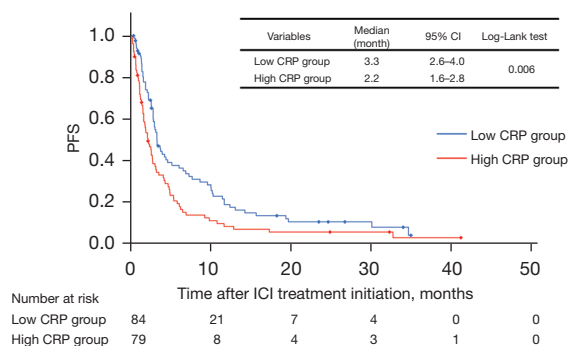 Variables Median (month) 95% CI Log-Lank test
Low CRP group 3.3 2.6–4.0 0.006
High CRP group 2.2 1.6–2.8
1.0
0.8
0.6
0.4
0.2
0.0
PFS
Low CRP group
High CRP group
0 10 20 30 40 50
Time after ICI treatment initiation, months
Number at risk
Low CRP group 84 21 7 4 0 0
High CRP group 79 8 4 3 1 0